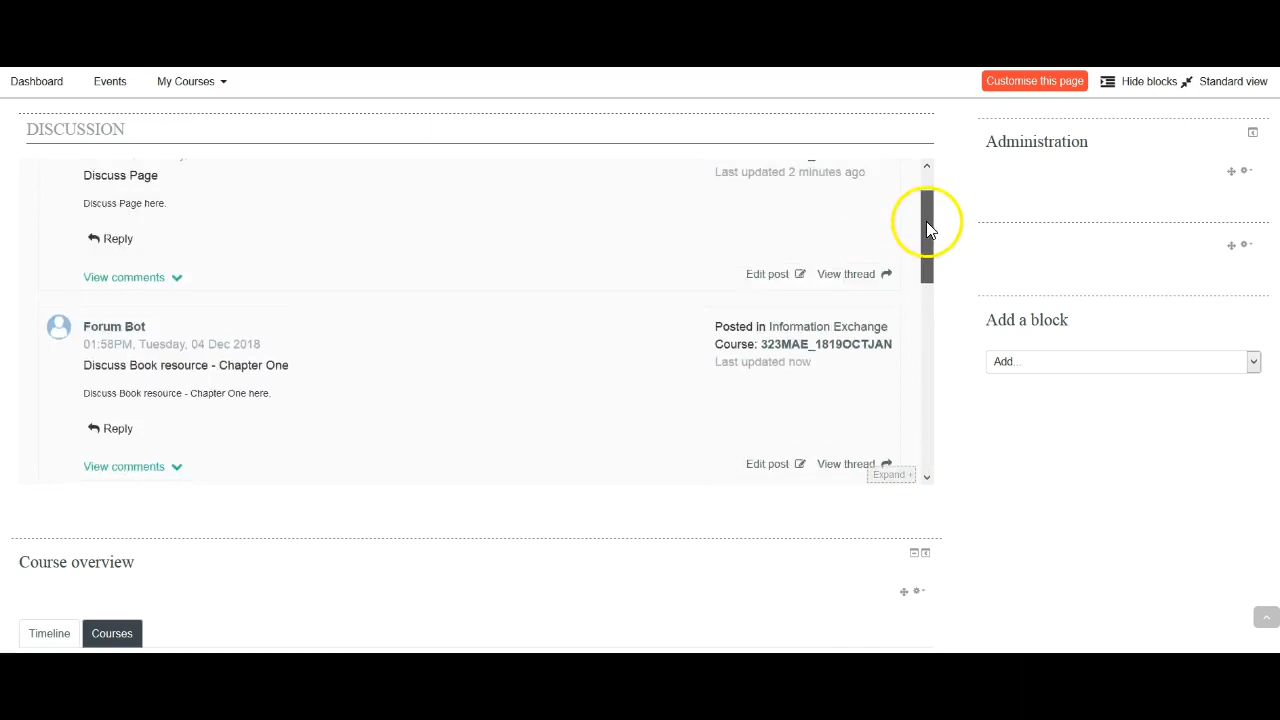 Dashboard Events My Courses Customise this page Hide blocks Standard view
DISCUSSION
Administration
Discuss Page Last updated 2 minutes ago
Discuss Page here.
Reply
View comments Edit post View thread
Add a block
Forum Bot Posted in Information Exchange
01:58PM, Tuesday, 04 Dec 2018 Course: 323MAE_1819OCTJAN
Discuss Book resource - Chapter One Last updated now
Add...
Discuss Book resource - Chapter One here.
Reply
View comments Edit post View thread
Expand +
Course overview
Timeline Courses